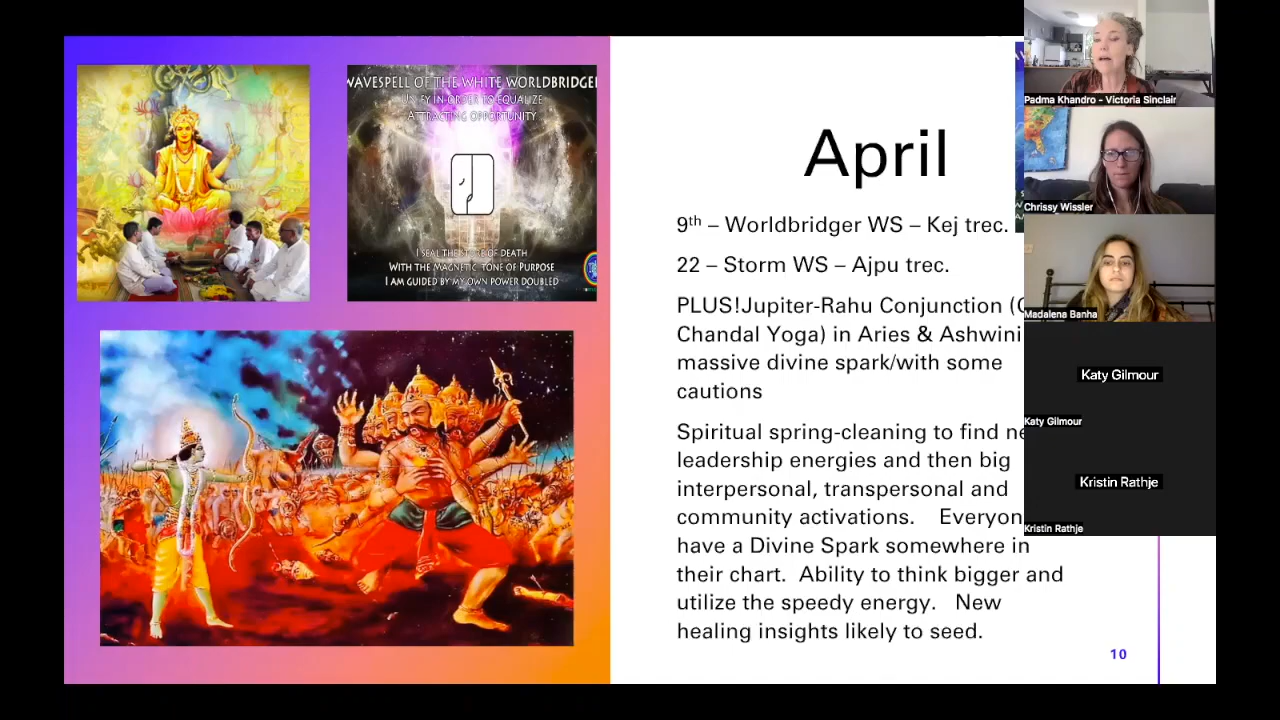 WAVESPELL OF THE WHITE WORLDBRIDGER
UNIFY IN ORDER TO EQUALIZE
ATTRACTING OPPORTUNITY
I SEAL THE STORE OF DEATH
WITH THE MAGNETIC TONE OF PURPOSE
I AM GUIDED BY MY OWN POWER DOUBLED
April
9th – Worldbridger WS – Kej trec.
22 – Storm WS – Ajpu trec.
PLUS!Jupiter-Rahu Conjunction (
Chandal Yoga) in Aries & Ashwini
massive divine spark/with some
cautions
Spiritual spring-cleaning to find
leadership energies and then big
interpersonal, transpersonal and
community activations. Everyon
have a Divine Spark somewhere in
their chart. Ability to think bigger and
utilize the speedy energy. New
healing insights likely to seed.
10
Padma Khandro - Victoria Sinclair
Chrissy Wissler
Madalena Banha
Katy Gilmour
Katy Gilmour
Kristin Rathje
Kristin Rathje